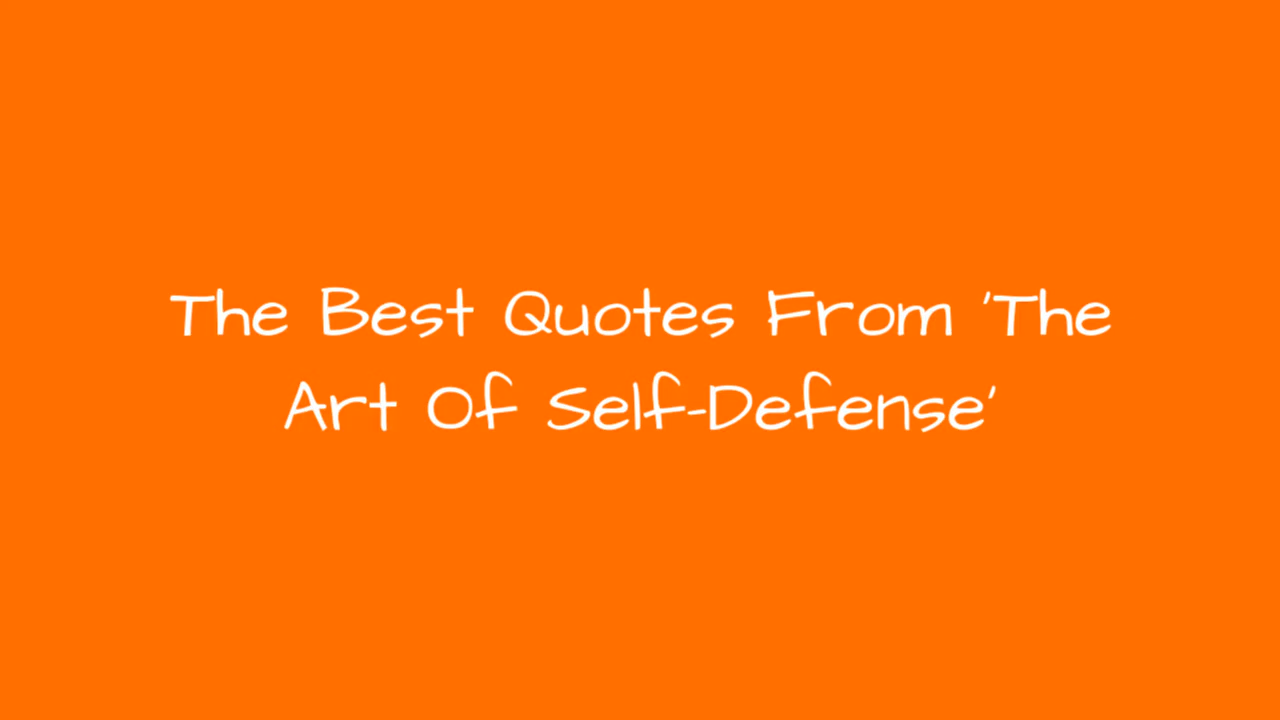 The Best Quotes From 'The
Art Of Self-Defense'